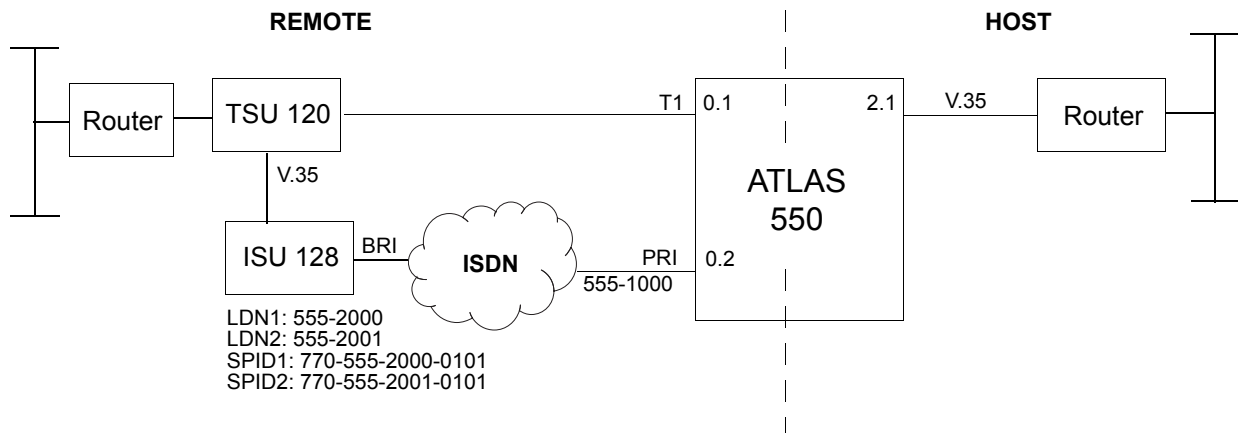 REMOTE
HOST
Router
TSU 120
T1
0.1
2.1
V.35
Router
V.35
ATLAS
550
ISU 128
BRI
ISDN
PRI
0.2
555-1000
LDN1: 555-2000
LDN2: 555-2001
SPID1: 770-555-2000-0101
SPID2: 770-555-2001-0101